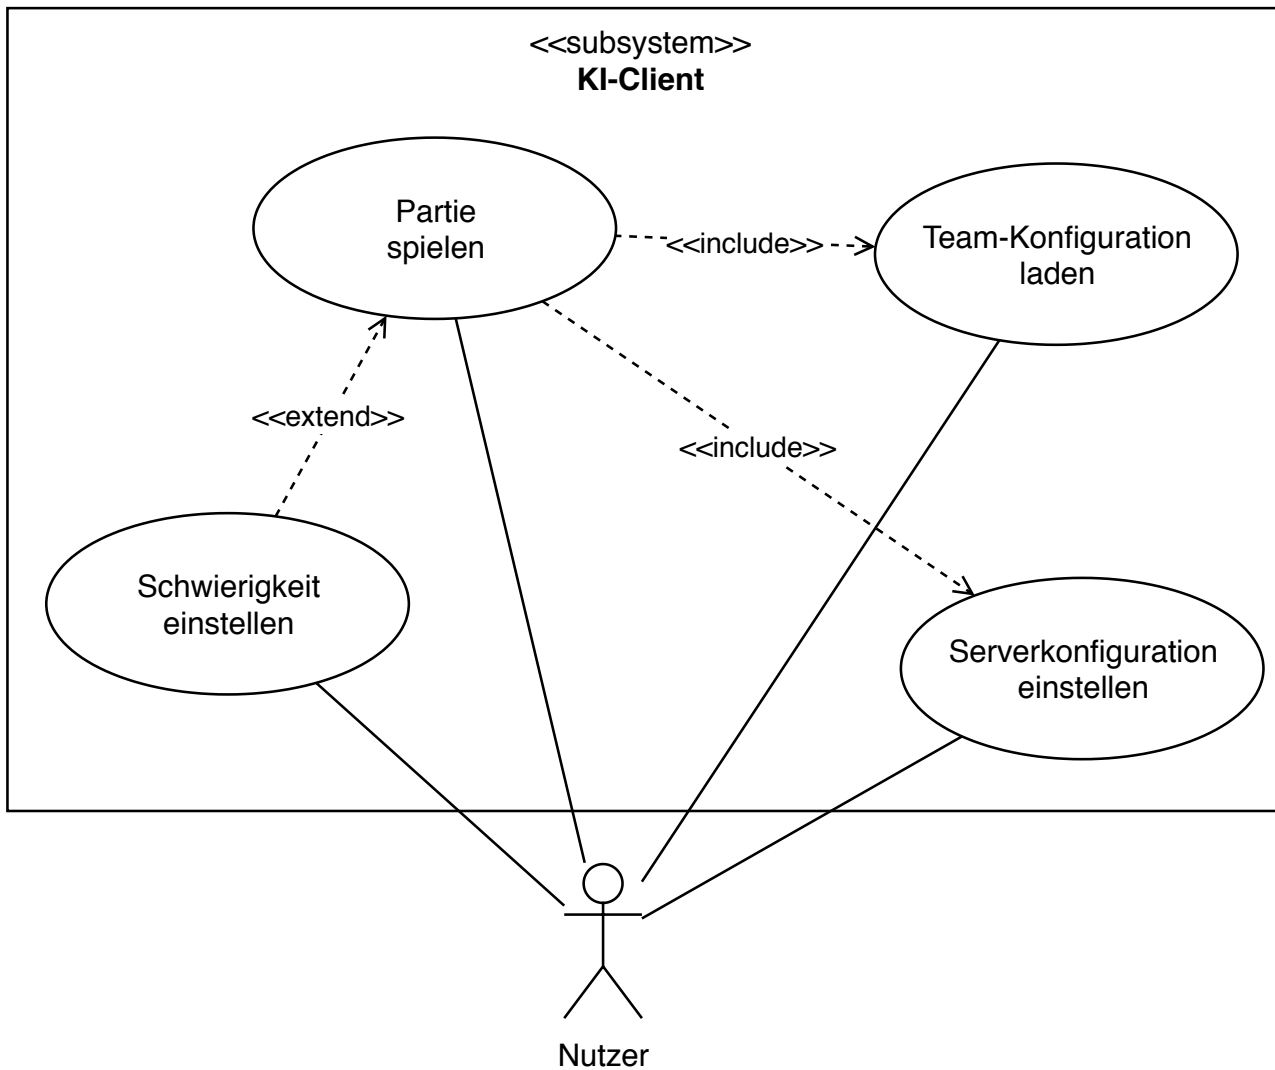 <<subsystem>>
KI-Client
Partie
spielen
<<include>>
Team-Konfiguration
laden
<<extend>>
<<include>>
Schwierigkeit
einstellen
Serverkonfiguration
einstellen
Nutzer